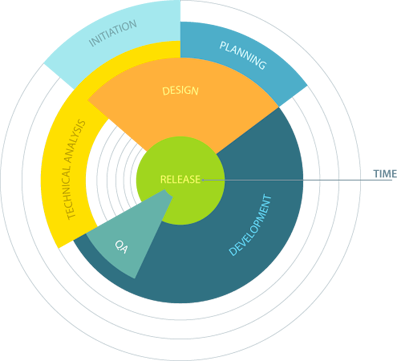 INITIATION
PLANNING
DESIGN
TECHNICAL ANALYSIS
RELEASE
TIME
DEVELOPMENT
QA